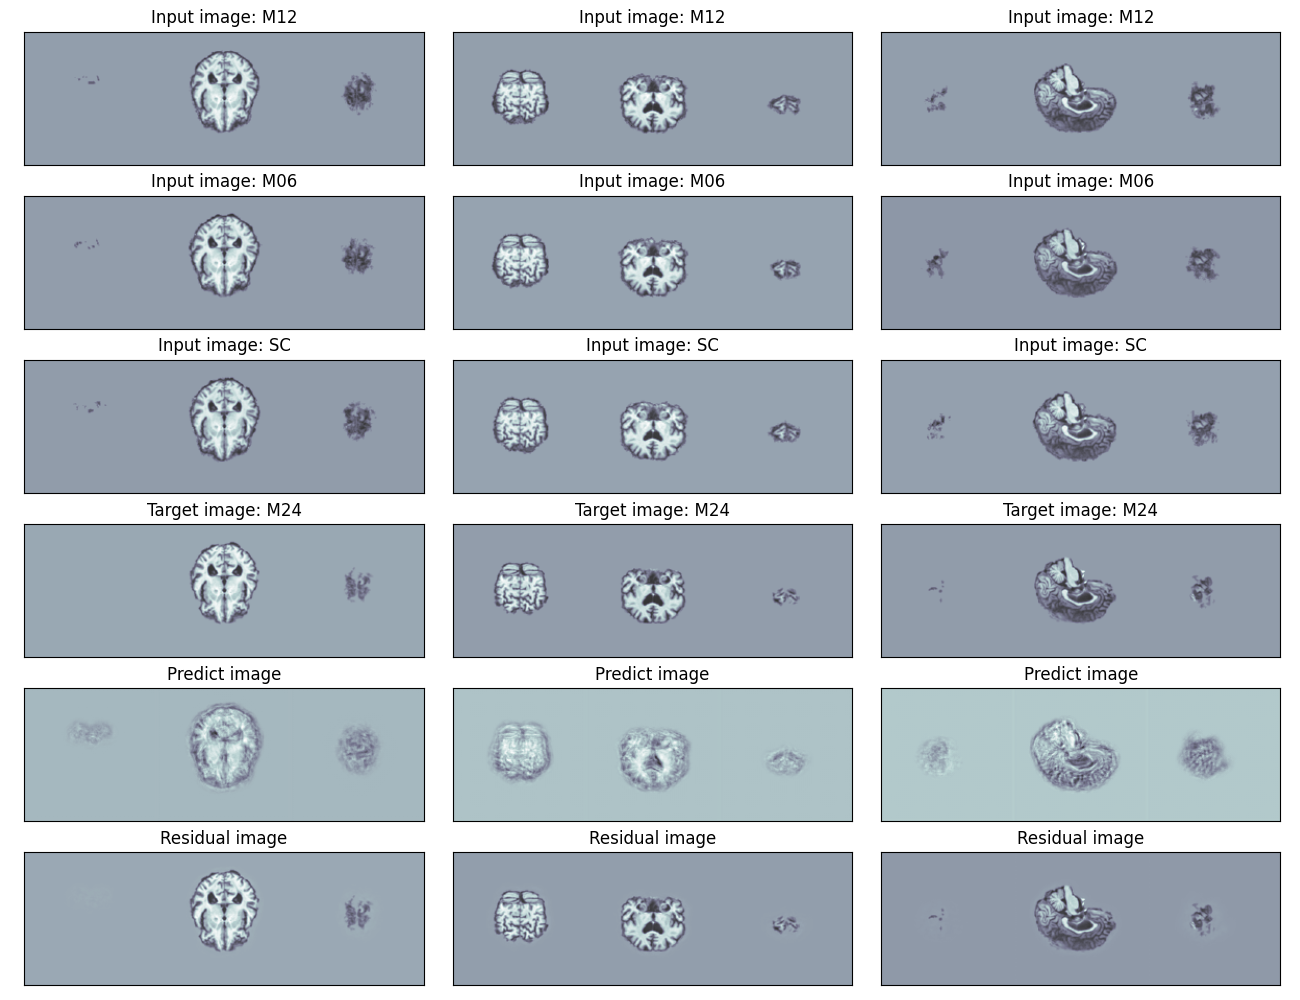 Input image: M12 Input image: M12 Input image: M12
Input image: M06 Input image: M06 Input image: M06
Input image: SC Input image: SC Input image: SC
Target image: M24 Target image: M24 Target image: M24
Predict image Predict image Predict image
Residual image Residual image Residual image